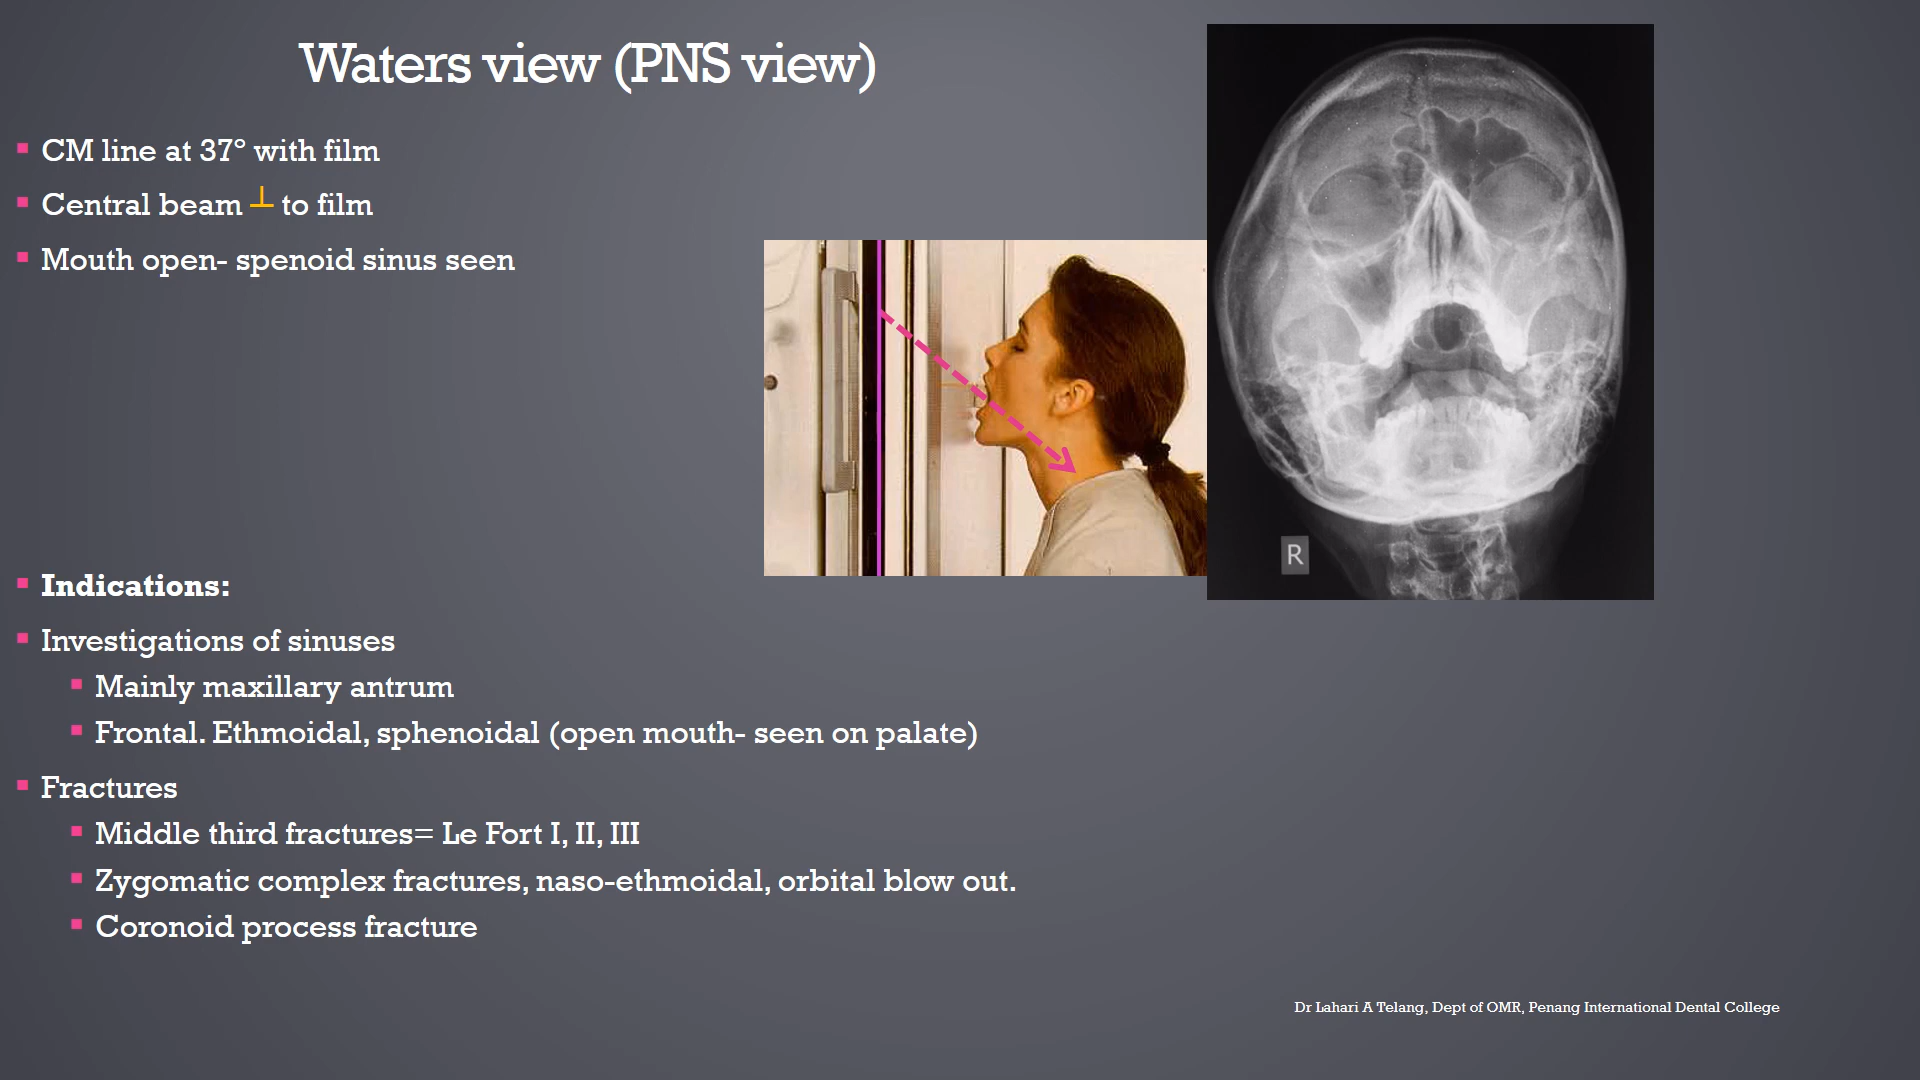 Waters view (PNS view)
CM line at 37º with film
Central beam ┴ to film
Mouth open- spenoid sinus seen
R
Indications:
Investigations of sinuses
Mainly maxillary antrum
Frontal. Ethmoidal, sphenoidal (open mouth- seen on palate)
Fractures
Middle third fractures= Le Fort I, II, III
Zygomatic complex fractures, naso-ethmoidal, orbital blow out.
Coronoid process fracture
Dr Lahari A Telang, Dept of OMR, Penang International Dental College